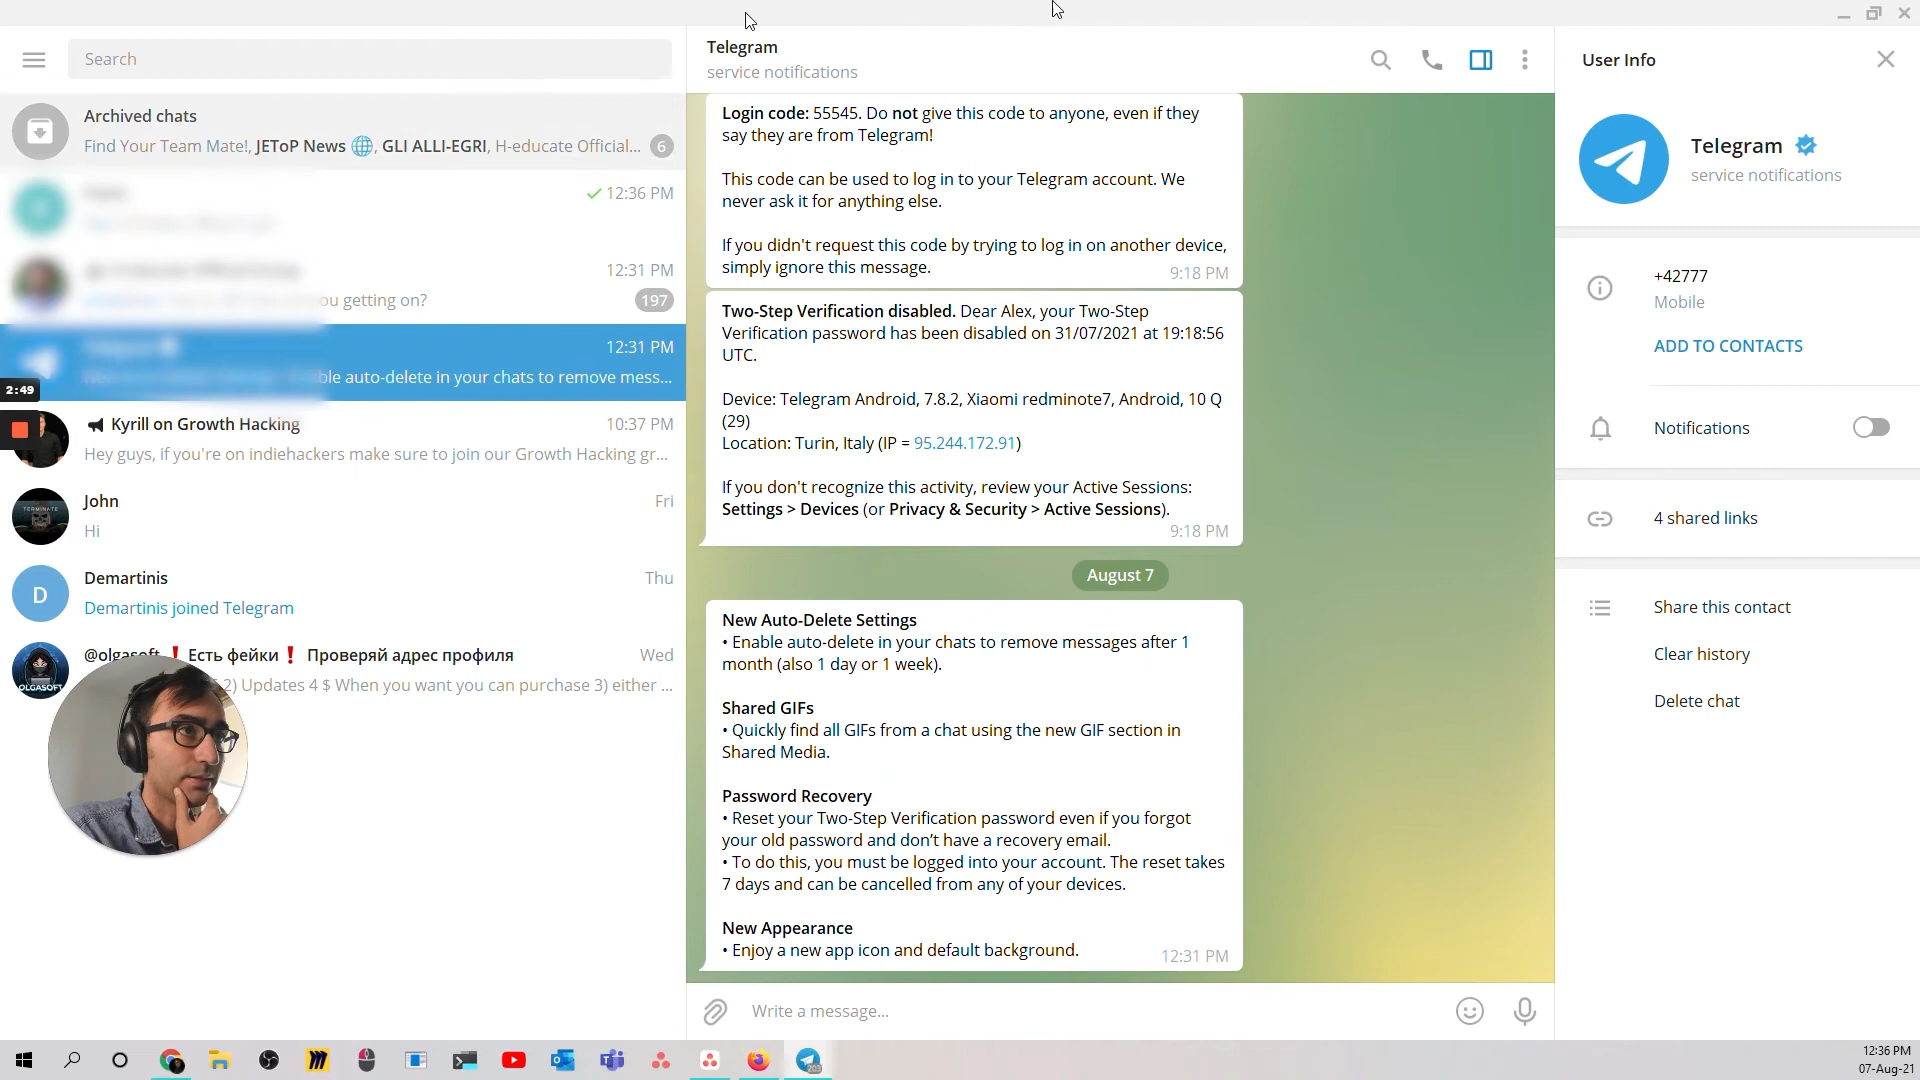 Search
Archived chats
Find Your Team Mate!, JEToP News 🌐, GLI ALLI-EGRI, H-educate Official... 6
12:36 PM
12:31 PM
ou getting on? 197
12:31 PM
ble auto-delete in your chats to remove mess...
2:49
Kyrill on Growth Hacking 10:37 PM
Hey guys, if you're on indiehackers make sure to join our Growth Hacking gr...
TERMINATE
John Fri
Hi
D
Demartinis Thu
Demartinis joined Telegram
OLGASOFT
@olgasoft ❗ Есть фейки❗ Проверяй адрес профиля Wed
2) Updates 4 $ When you want you can purchase 3) either ...
Telegram
service notifications
Login code: 55545. Do not give this code to anyone, even if they
say they are from Telegram!
This code can be used to log in to your Telegram account. We
never ask it for anything else.
If you didn't request this code by trying to log in on another device,
simply ignore this message. 9:18 PM
Two-Step Verification disabled. Dear Alex, your Two-Step
Verification password has been disabled on 31/07/2021 at 19:18:56
UTC.
Device: Telegram Android, 7.8.2, Xiaomi redminote7, Android, 10 Q
(29)
Location: Turin, Italy (IP = 95.244.172.91)
If you don't recognize this activity, review your Active Sessions:
Settings > Devices (or Privacy & Security > Active Sessions).
9:18 PM
August 7
New Auto-Delete Settings
• Enable auto-delete in your chats to remove messages after 1
month (also 1 day or 1 week).
Shared GIFs
• Quickly find all GIFs from a chat using the new GIF section in
Shared Media.
Password Recovery
• Reset your Two-Step Verification password even if you forgot
your old password and don't have a recovery email.
• To do this, you must be logged into your account. The reset takes
7 days and can be cancelled from any of your devices.
New Appearance
• Enjoy a new app icon and default background. 12:31 PM
Write a message...
User Info
Telegram
service notifications
+42777
Mobile
ADD TO CONTACTS
Notifications
4 shared links
Share this contact
Clear history
Delete chat
12:36 PM
07-Aug-21